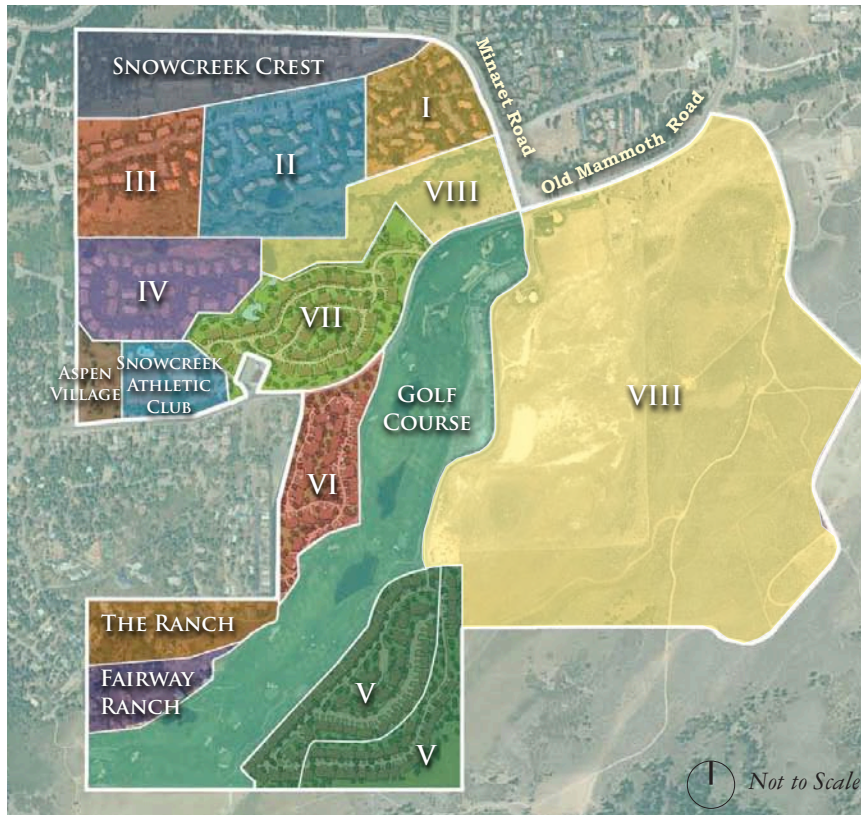 SNOWCREEK CREST
Minaret Road
I
Old Mammoth Road
III
II
VIII
IV
VII
ASPEN
VILLAGE
SNOWCREEK
ATHLETIC
CLUB
GOLF
COURSE
VIII
VI
THE RANCH
FAIRWAY
RANCH
V
V
Not to Scale